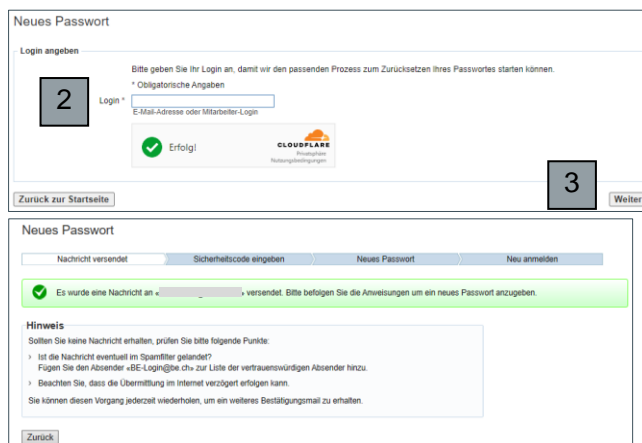 Neues Passwort
Login angeben
Bitte geben Sie Ihr Login an, damit wir den passenden Prozess zum Zurücksetzen Ihres Passwortes starten können.
* Obligatorische Angaben
2
Login *
E-Mail-Adresse oder Mitarbeiter-Login
Erfolg!
CLOUDFLARE
Privatsphäre
Nutzungsbedingungen
3
Zurück zur Startseite
Weiter
Neues Passwort
Nachricht versendet
Sicherheitscode eingeben
Neues Passwort
Neu anmelden
Es wurde eine Nachricht an « » versendet. Bitte befolgen Sie die Anweisungen um ein neues Passwort anzugeben.
Hinweis
Sollten Sie keine Nachricht erhalten, prüfen Sie bitte folgende Punkte:
› Ist die Nachricht eventuell im Spamfilter gelandet?
Fügen Sie den Absender «BE-Login@be.ch» zur Liste der vertrauenswürdigen Absender hinzu.
› Beachten Sie, dass die Übermittlung im Internet verzögert erfolgen kann.
Sie können diesen Vorgang jederzeit wiederholen, um ein weiteres Bestätigungsmail zu erhalten.
Zurück